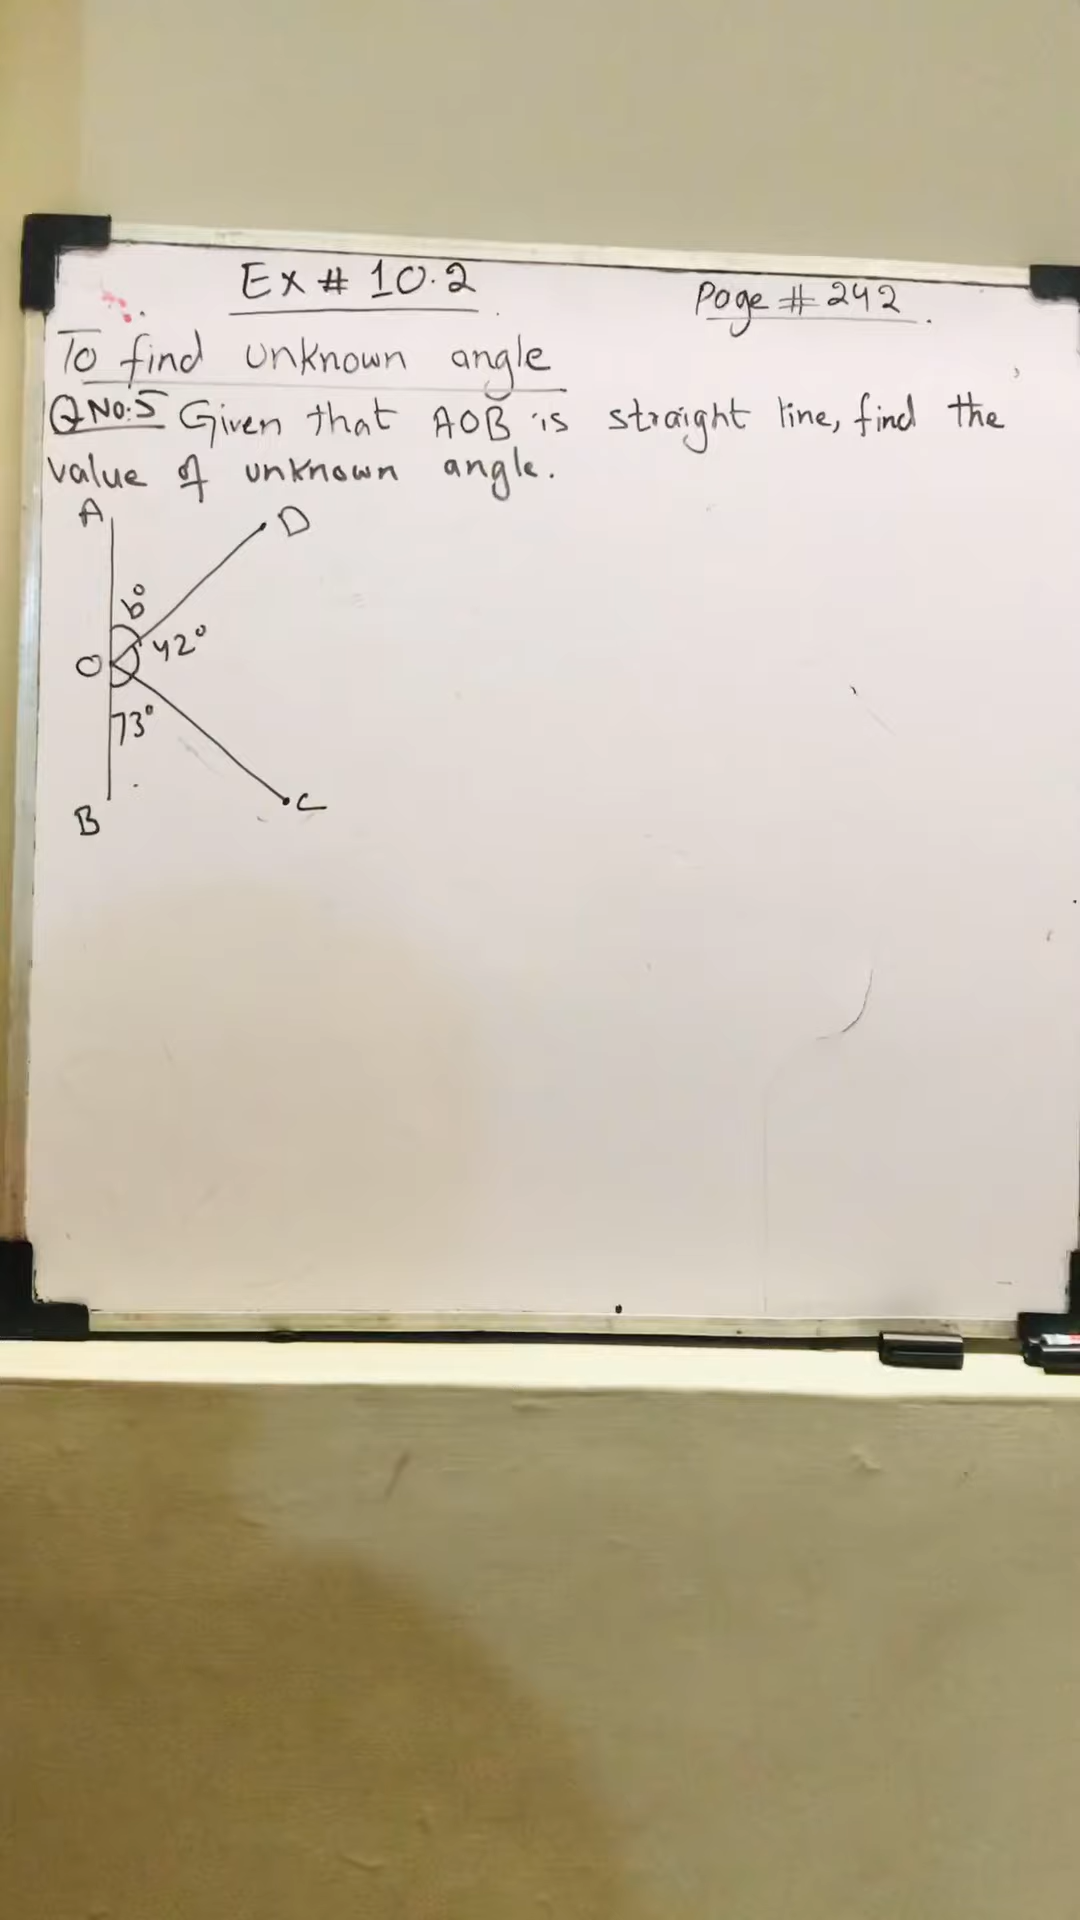 Ex # 10.2
Page # 242
To find unknown angle
Q No:5 Given that AOB is straight line, find the
value of unknown angle.
A
D
b°
42°
O
73°
C
B